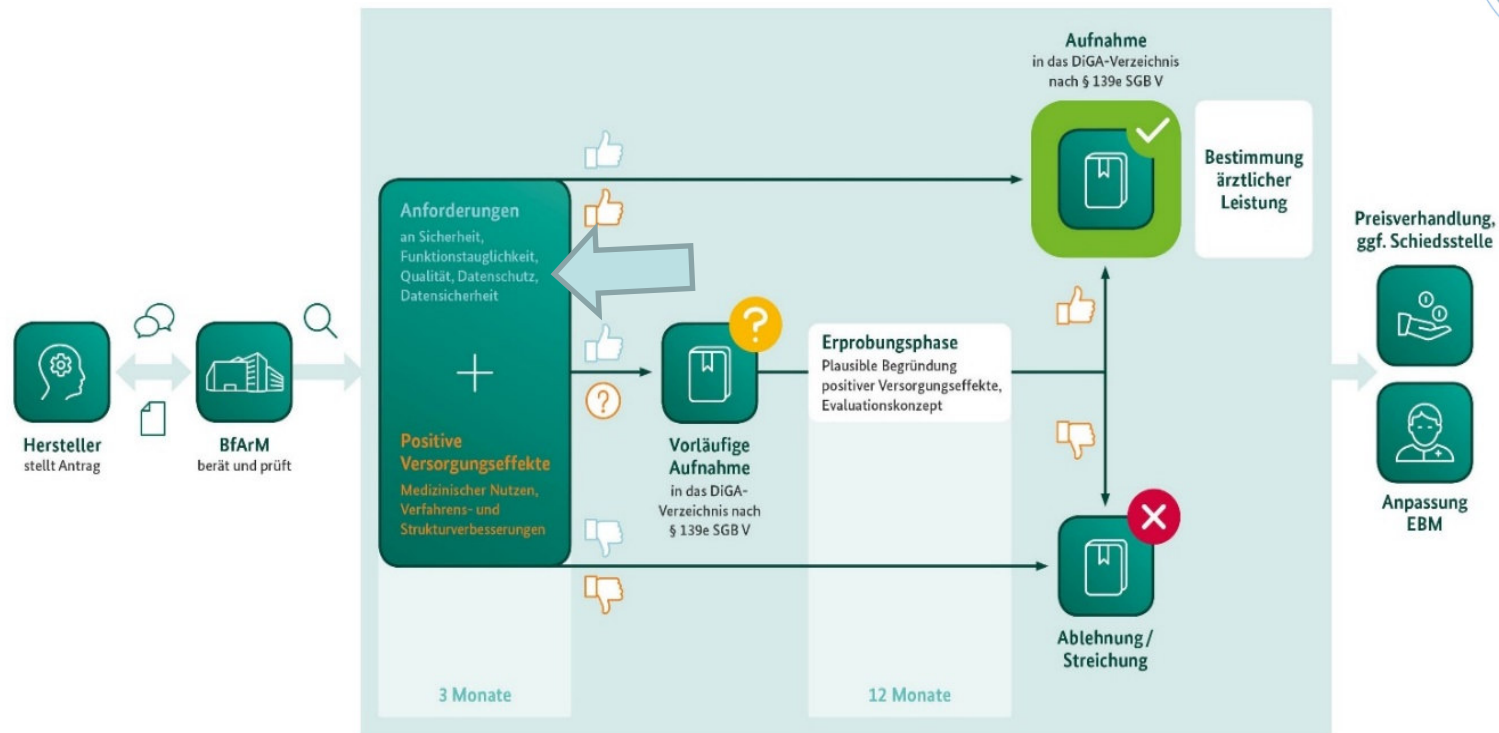 Aufnahme
in das DiGA-Verzeichnis
nach § 139e SGB V
Bestimmung
ärztlicher
Leistung
Anforderungen
an Sicherheit,
Funktionstauglichkeit,
Qualität, Datenschutz,
Datensicherheit
+
Positive
Versorgungseffekte
Medizinischer Nutzen,
Verfahrens- und
Strukturverbesserungen
3 Monate
Hersteller
stellt Antrag
BfArM
berät und prüft
?
?
Vorläufige
Aufnahme
in das DiGA-
Verzeichnis nach
§ 139e SGB V
Erprobungsphase
Plausible Begründung
positiver Versorgungseffekte,
Evaluationskonzept
12 Monate
Ablehnung/
Streichung
Preisverhandlung,
ggf. Schiedsstelle
Anpassung
EBM